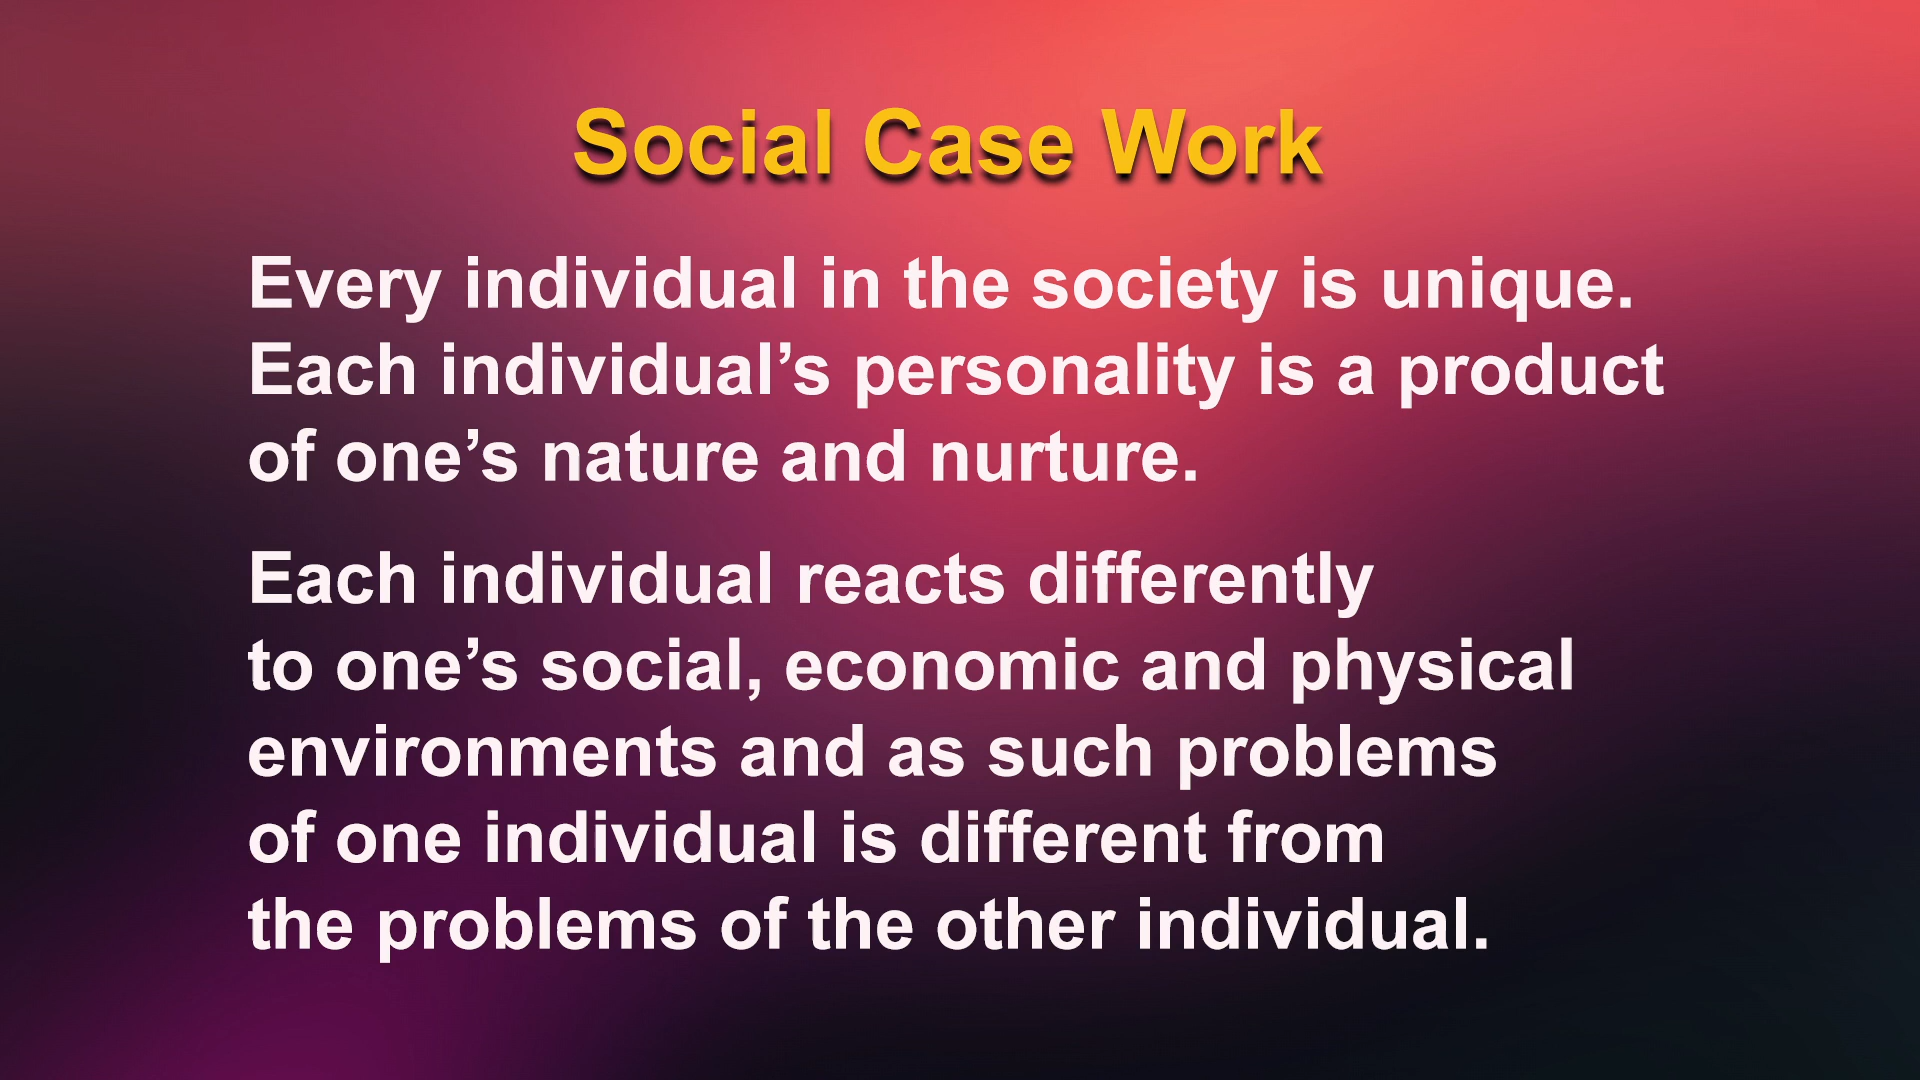 Social Case Work
Every individual in the society is unique.
Each individual’s personality is a product
of one’s nature and nurture.
Each individual reacts differently
to one’s social, economic and physical
environments and as such problems
of one individual is different from
the problems of the other individual.